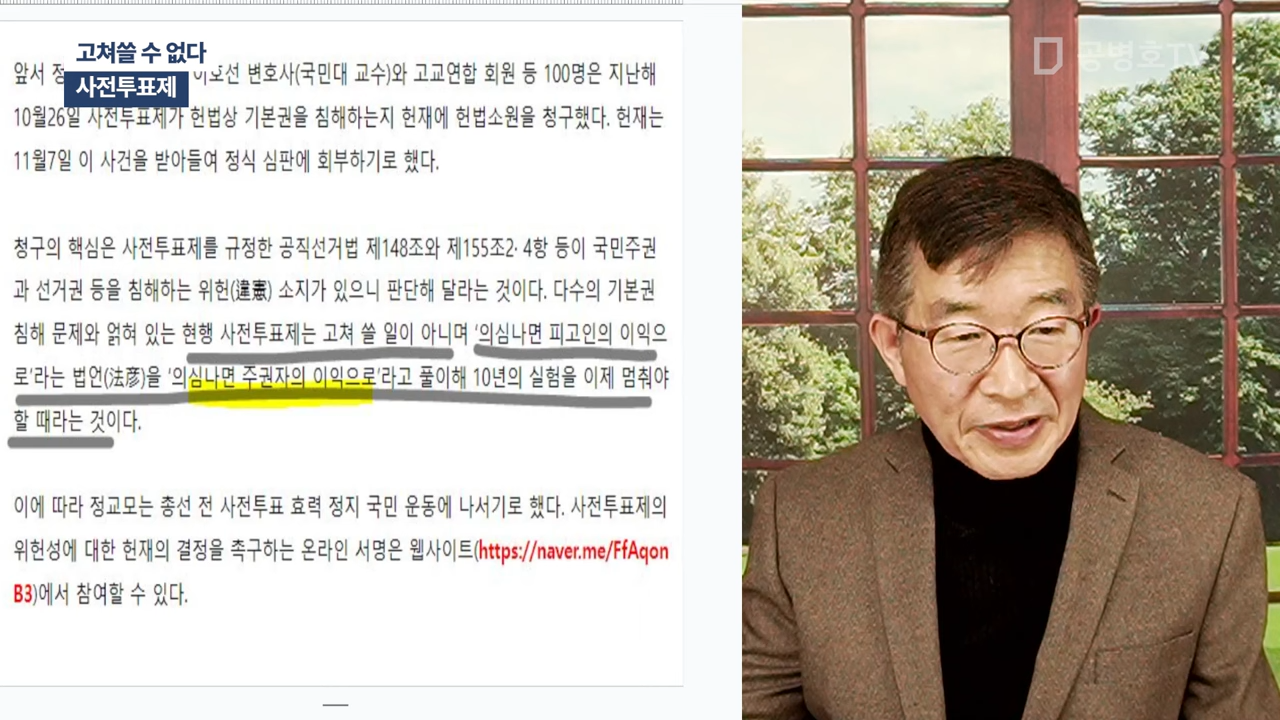 고쳐쓸 수 없다
사전투표제
공병호TV
앞서 변호사(국민대 교수)와 고교연합 회원 등 100명은 지난해
10月26일 사전투표제가 헌법상 기본권을 침해하는지 헌재에 헌법소원을 청구했다. 헌재는
11月7일 이 사건을 받아들여 정식 심판에 회부하기로 했다.
청구의 핵심은 사전투표제를 규정한 공직선거법 제148조와 제155조2· 4항 등이 국민주권
과 선거권 등을 침해하는 위헌(違憲) 소지가 있으니 판단해 달라는 것이다. 다수의 기본권
침해 문제와 얽혀 있는 현행 사전투표제는 고쳐 쓸 일이 아니며 '의심나면 피고인의 이익으
로'라는 법언(法彦)을 '의심나면 주권자의 이익으로'라고 풀이해 10년의 실험을 이제 멈춰야
할 때라는 것이다.
이에 따라 정교모는 총선 전 사전투표 효력 정지 국민 운동에 나서기로 했다. 사전투표제의
위헌성에 대한 헌재의 결정을 촉구하는 온라인 서명은 웹사이트(https://naver.me/FfAqon
B3)에서 참여할 수 있다.